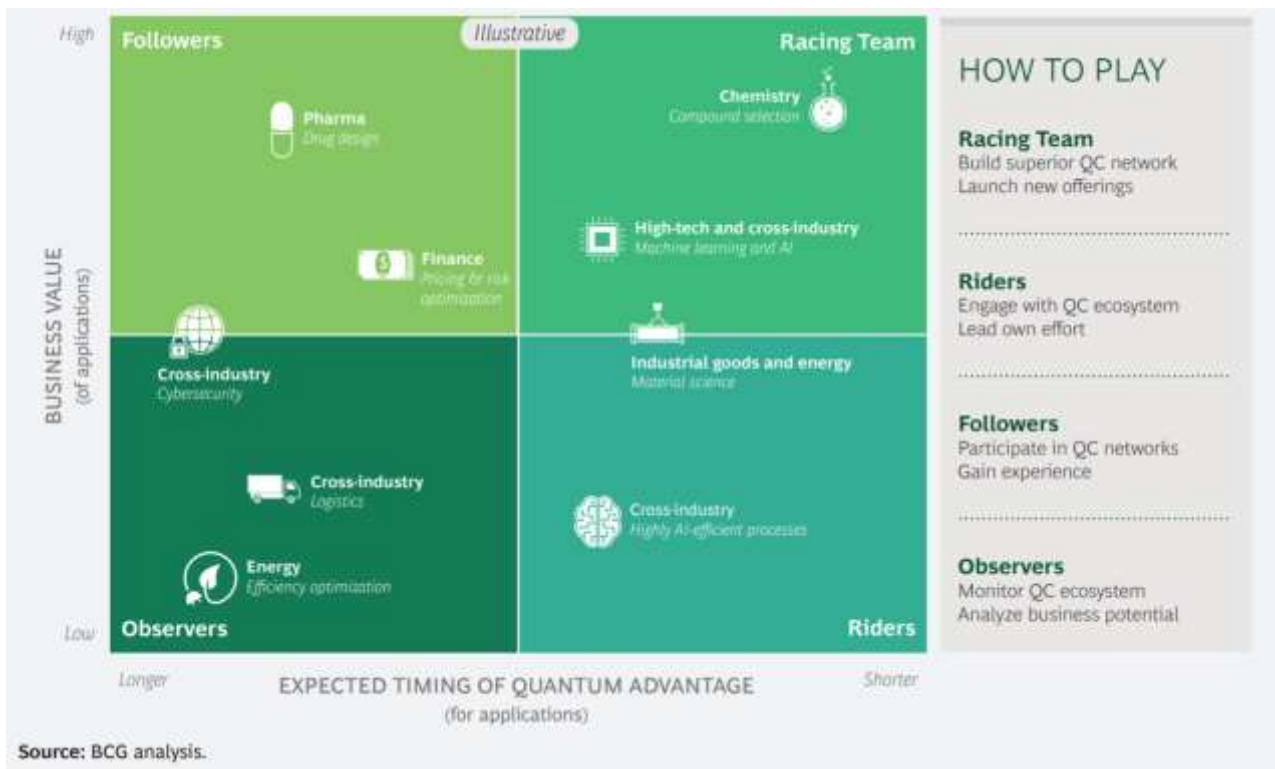 High
Followers
Illustrative
Racing Team
Pharma
Drug design
Chemistry
Compound selection
High-tech and cross-industry
Machine learning and AI
$
Finance
Pricing & risk
optimization
Industrial goods and energy
Material science
Cross-industry
Cybersecurity
Cross-industry
Logistics
Cross-industry
Highly AI-efficient processes
Energy
Efficiency optimization
Low
Observers
Riders
BUSINESS VALUE
(of applications)
Longer
EXPECTED TIMING OF QUANTUM ADVANTAGE
(for applications)
Shorter
HOW TO PLAY
Racing Team
Build superior QC network
Launch new offerings
Riders
Engage with QC ecosystem
Lead own effort
Followers
Participate in QC networks
Gain experience
Observers
Monitor QC ecosystem
Analyze business potential
Source: BCG analysis.